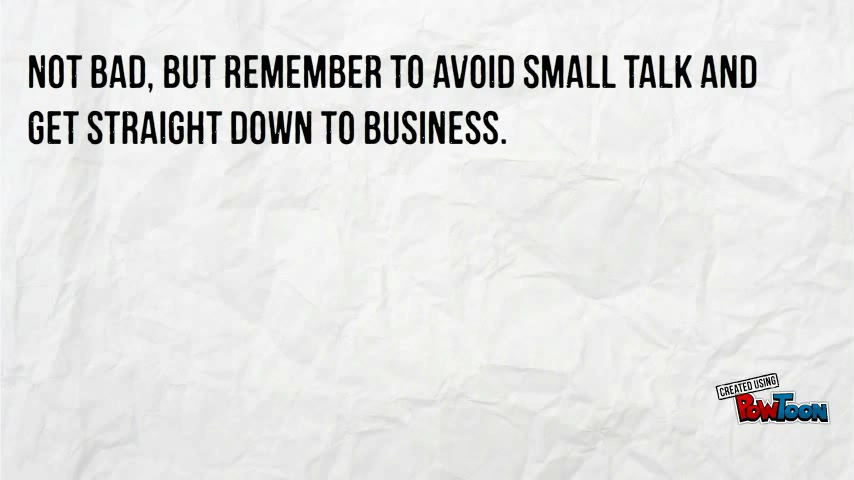 NOT BAD, BUT REMEMBER TO AVOID SMALL TALK AND
GET STRAIGHT DOWN TO BUSINESS.
CREATED USING
POWTOON